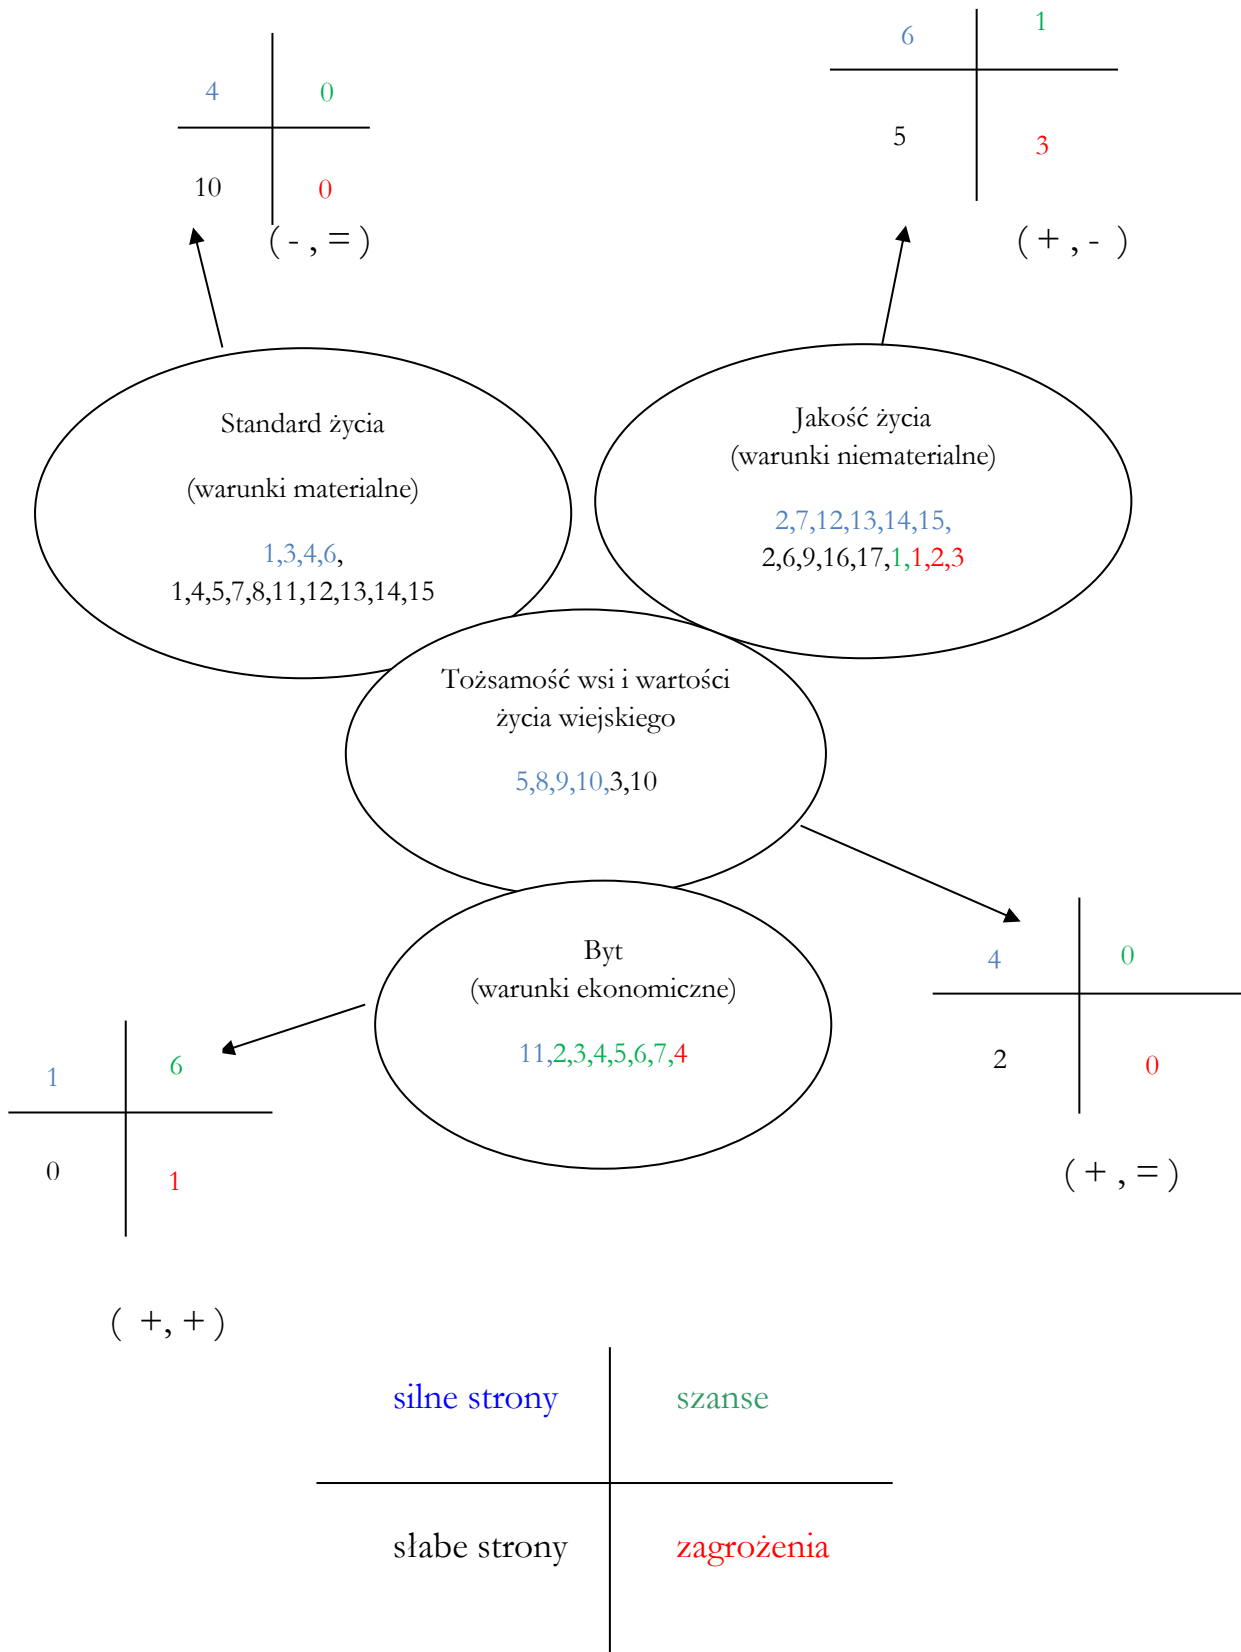 6 1
4 0
5 3
10 0
( - , = )
( + , - )
Standard życia
(warunki materialne)
1,3,4,6,
1,4,5,7,8,11,12,13,14,15
Jakość życia
(warunki niematerialne)
2,7,12,13,14,15,
2,6,9,16,17,1,1,2,3
Tożsamość wsi i wartości
życia wiejskiego
5,8,9,10,3,10
Byt
(warunki ekonomiczne)
11,2,3,4,5,6,7,4
4 0
2 0
( + , = )
1 6
0 1
( +, + )
silne strony szanse
słabe strony zagrożenia